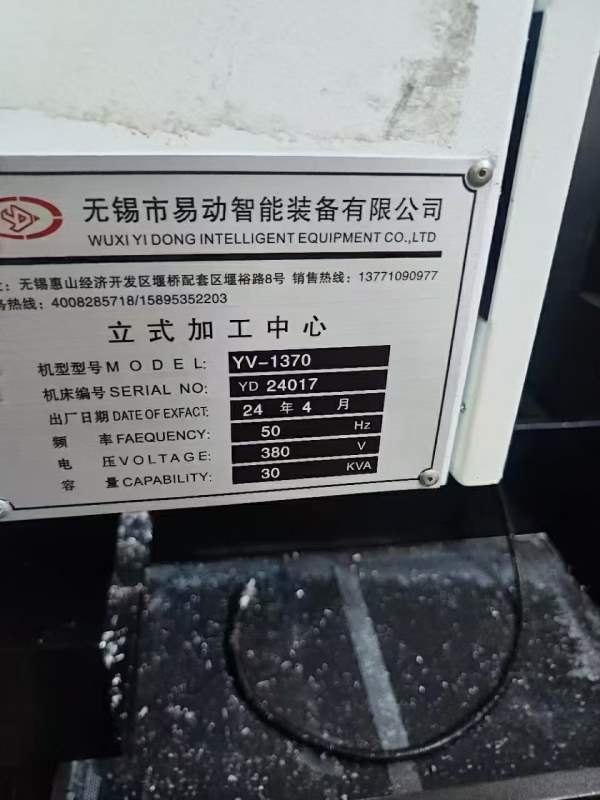 无锡市易动智能装备有限公司
WUXI YI DONG INTELLIGENT EQUIPMENT CO.,LTD
：无锡惠山经济开发区堰桥配套区堰裕路8号 销售热线：13771090977
务热线：4008285718/15895352203
立式加工中心
机型型号MODEL: YV-1370
机床编号SERIAL NO: YD 24017
出厂日期DATE OF EXFACT: 24 年 4 月
频 率FAEQUENCY: 50 Hz
电 压VOLTAGE: 380 V
容 量CAPABILITY: 30 KVA